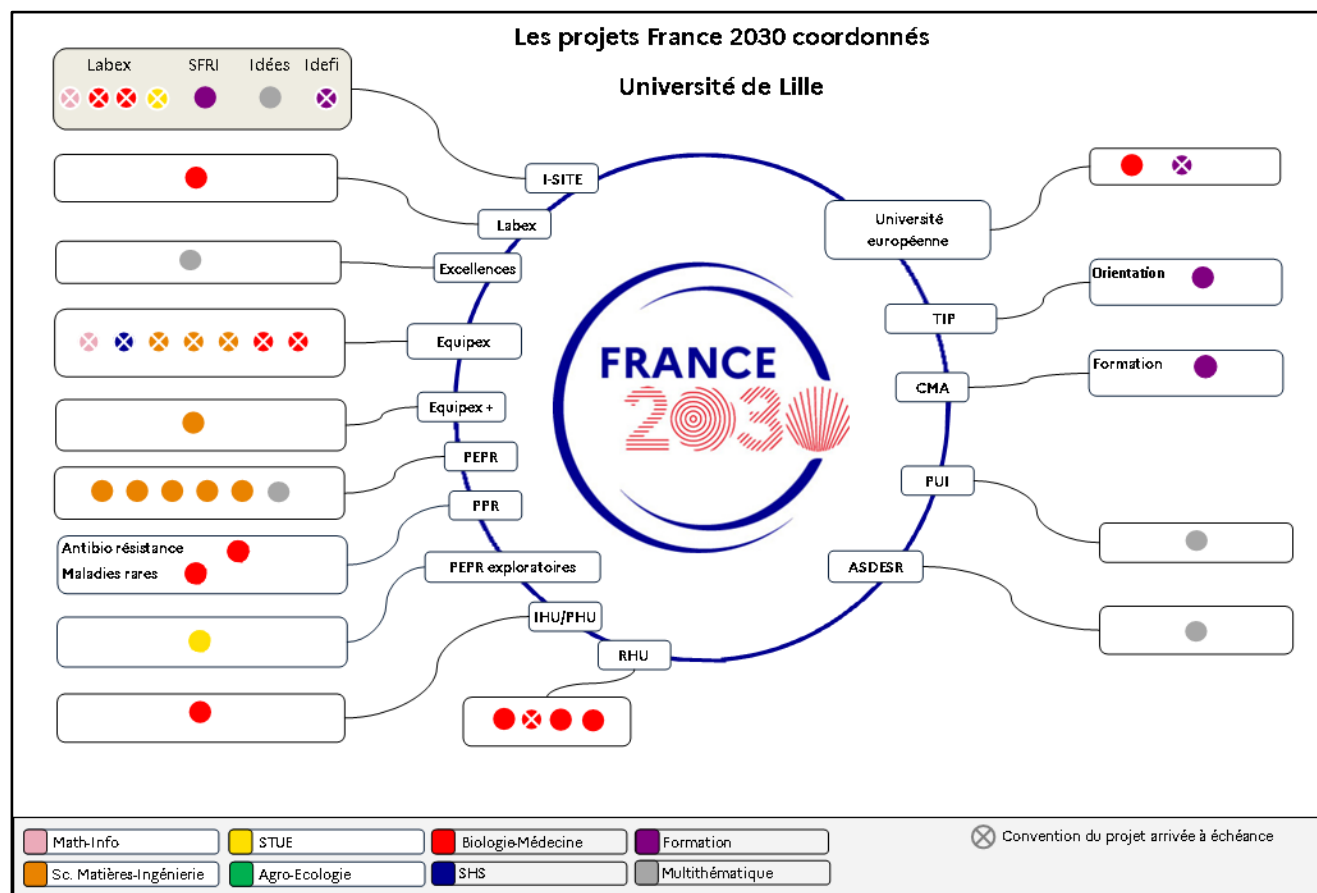 Les projets France 2030 coordonnés
Université de Lille
Labex SFRI Idées Idefi
I-SITE
Labex
Excellences
Equipex
Equipex +
PEPR
PPR
Antibio résistance
Maladies rares
PEPR exploratoires
IHU/PHU
RHU
FRANCE
2030
Université
européenne
TIP
Orientation
CMA
Formation
PUI
ASDESR
Math-Info STUE Biologie-Médecine Formation Convention du projet arrivée à échéance
Sc. Matières-Ingénierie Agro-Ecologie SHS Multithématique